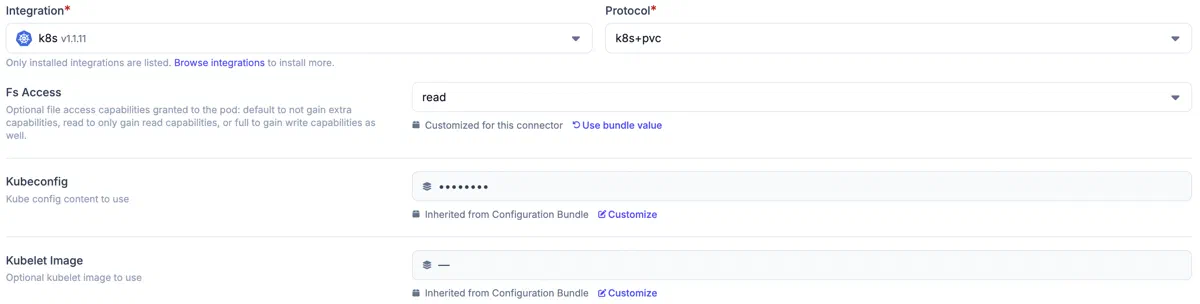 Integration*
Protocol*
k8s v1.1.11
k8s+pvc
Only installed integrations are listed. Browse integrations to install more.
Fs Access
Optional file access capabilities granted to the pod: default to not gain extra
capabilities, read to only gain read capabilities, or full to gain write capabilities as
well.
read
Customized for this connector Use bundle value
Kubeconfig
Kube config content to use
••••••••
Inherited from Configuration Bundle Customize
Kubelet Image
Optional kubelet image to use
—
Inherited from Configuration Bundle Customize